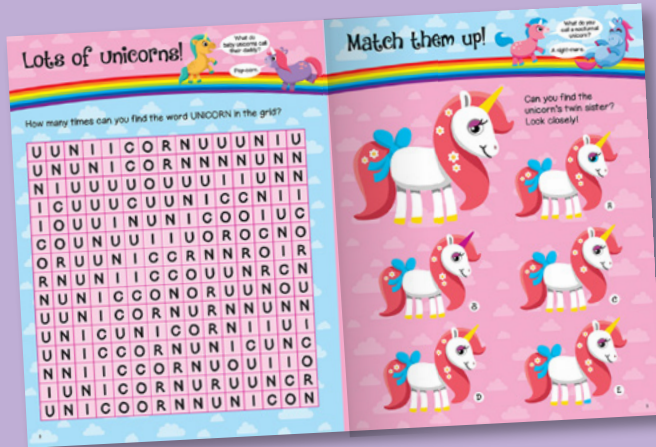 Lots of Unicorns!
What do
baby unicorns call
their daddy?
Pop-corn.
How many times can you find the word UNICORN in the grid?
U U N I I C O R N U U U N I I
U N U N I C O R N N N N U N N
N I U U U U O U U U I I U N N
I C U U U C U U N I C C N I I
I O U U I N U N I C O O I U C
C O U N U U I I U O R O C N O
O R U U N I C C R N N R O I R
R N U N I I C C O U U N R C N
N U N I C C O N O R U U N O U
U U N I C O R N U R N N U N N
U N I C U N I C O R N I I U I
U N I C C O R N U N I C U N C
N N I I C C O R N U O U I I O
I U N I C O R N U R U U N C R
U N I C O O R N N U N I C O N
Match them up!
What do you
call a nocturnal
unicorn?
A night-mare.
Can you find the
unicorn's twin sister?
Look closely!
A
B
C
D
E